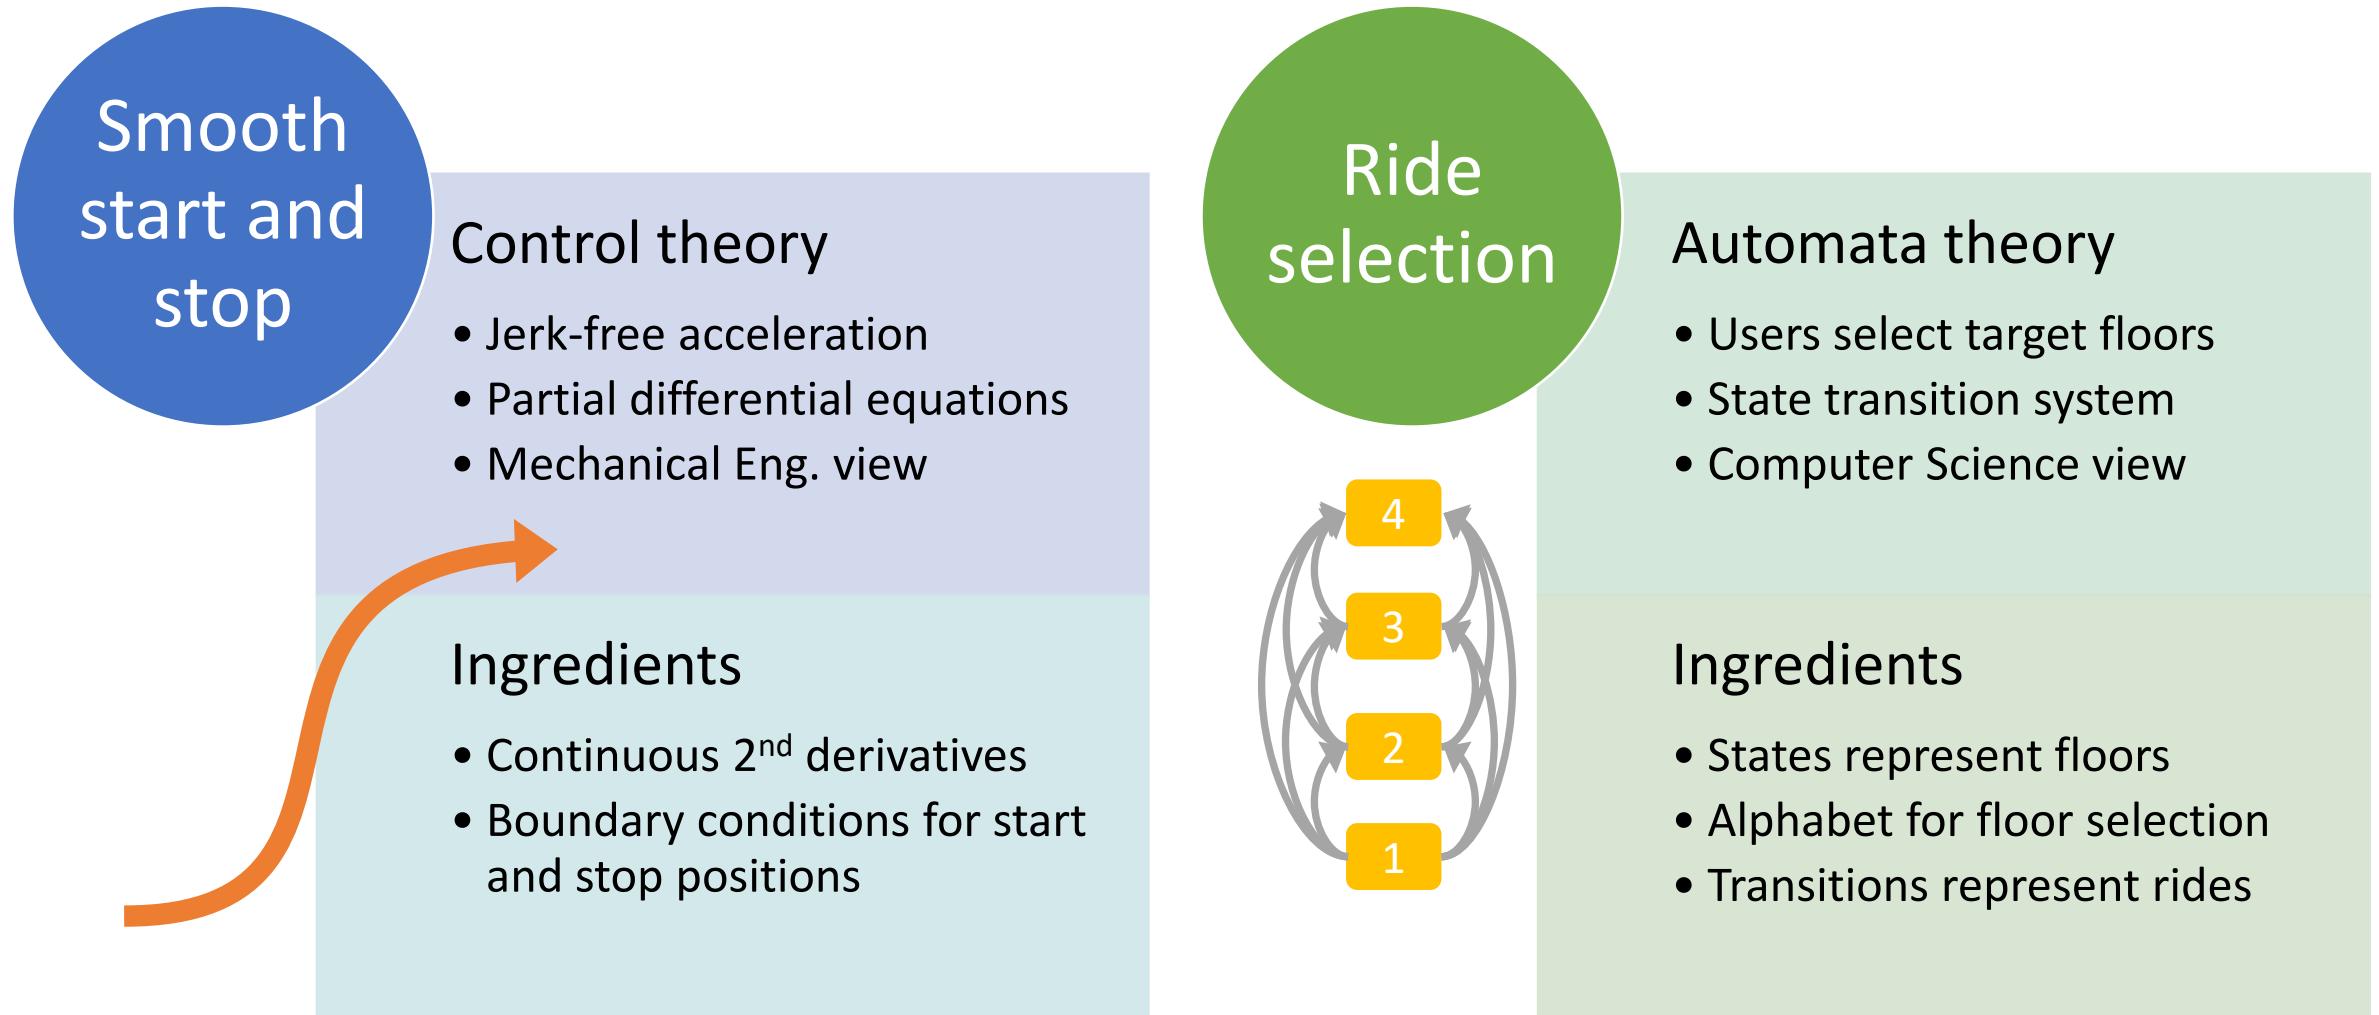 Smooth
start and
stop
Control theory
• Jerk-free acceleration
• Partial differential equations
• Mechanical Eng. view
Ingredients
• Continuous 2nd derivatives
• Boundary conditions for start
and stop positions
Ride
selection
4
3
2
1
Automata theory
• Users select target floors
• State transition system
• Computer Science view
Ingredients
• States represent floors
• Alphabet for floor selection
• Transitions represent rides